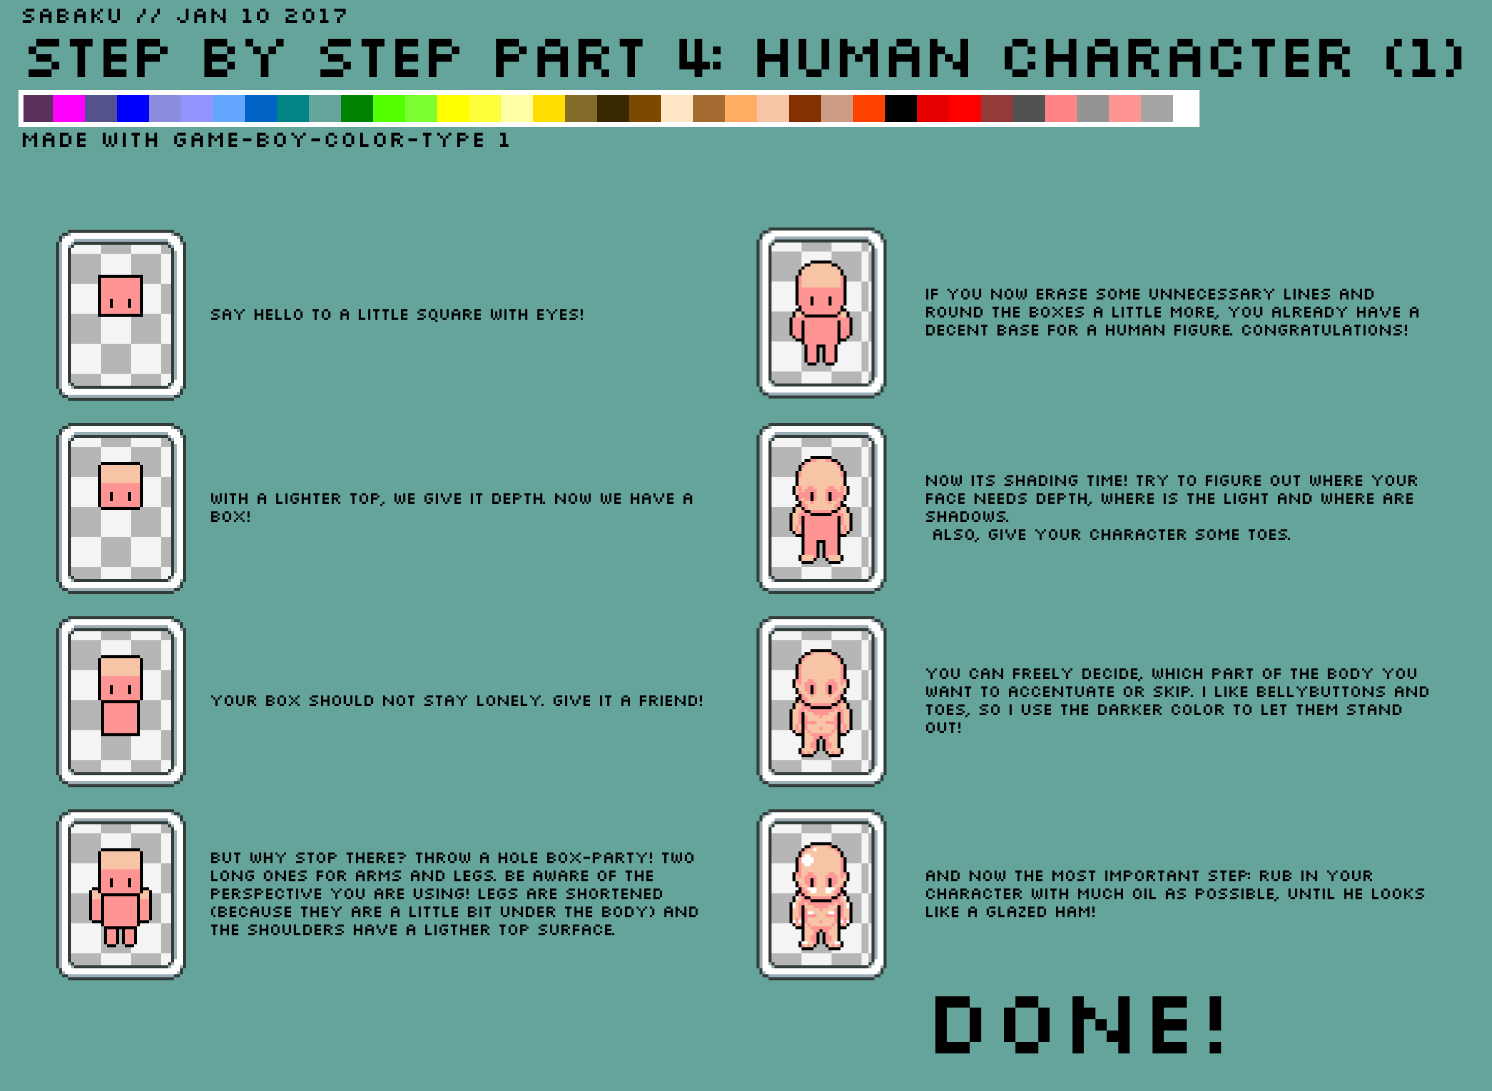 SABAKU // JAN 10 2017
STEP BY STEP PART 4: HUMAN CHARACTER (1)
MADE WITH GAME-BOY-COLOR-TYPE 1
SAY HELLO TO A LITTLE SQUARE WITH EYES!
WITH A LIGHTER TOP, WE GIVE IT DEPTH. NOW WE HAVE A
BOX!
YOUR BOX SHOULD NOT STAY LONELY. GIVE IT A FRIEND!
BUT WHY STOP THERE? THROW A HOLE BOX-PARTY! TWO
LONG ONES FOR ARMS AND LEGS. BE AWARE OF THE
PERSPECTIVE YOU ARE USING! LEGS ARE SHORTENED
(BECAUSE THEY ARE A LITTLE BIT UNDER THE BODY) AND
THE SHOULDERS HAVE A LIGTHER TOP SURFACE.
IF YOU NOW ERASE SOME UNNECESSARY LINES AND
ROUND THE BOXES A LITTLE MORE, YOU ALREADY HAVE A
DECENT BASE FOR A HUMAN FIGURE. CONGRATULATIONS!
NOW ITS SHADING TIME! TRY TO FIGURE OUT WHERE YOUR
FACE NEEDS DEPTH, WHERE IS THE LIGHT AND WHERE ARE
SHADOWS.
ALSO, GIVE YOUR CHARACTER SOME TOES.
YOU CAN FREELY DECIDE, WHICH PART OF THE BODY YOU
WANT TO ACCENTUATE OR SKIP. I LIKE BELLYBUTTONS AND
TOES, SO I USE THE DARKER COLOR TO LET THEM STAND
OUT!
AND NOW THE MOST IMPORTANT STEP: RUB IN YOUR
CHARACTER WITH MUCH OIL AS POSSIBLE, UNTIL HE LOOKS
LIKE A GLAZED HAM!
DONE!